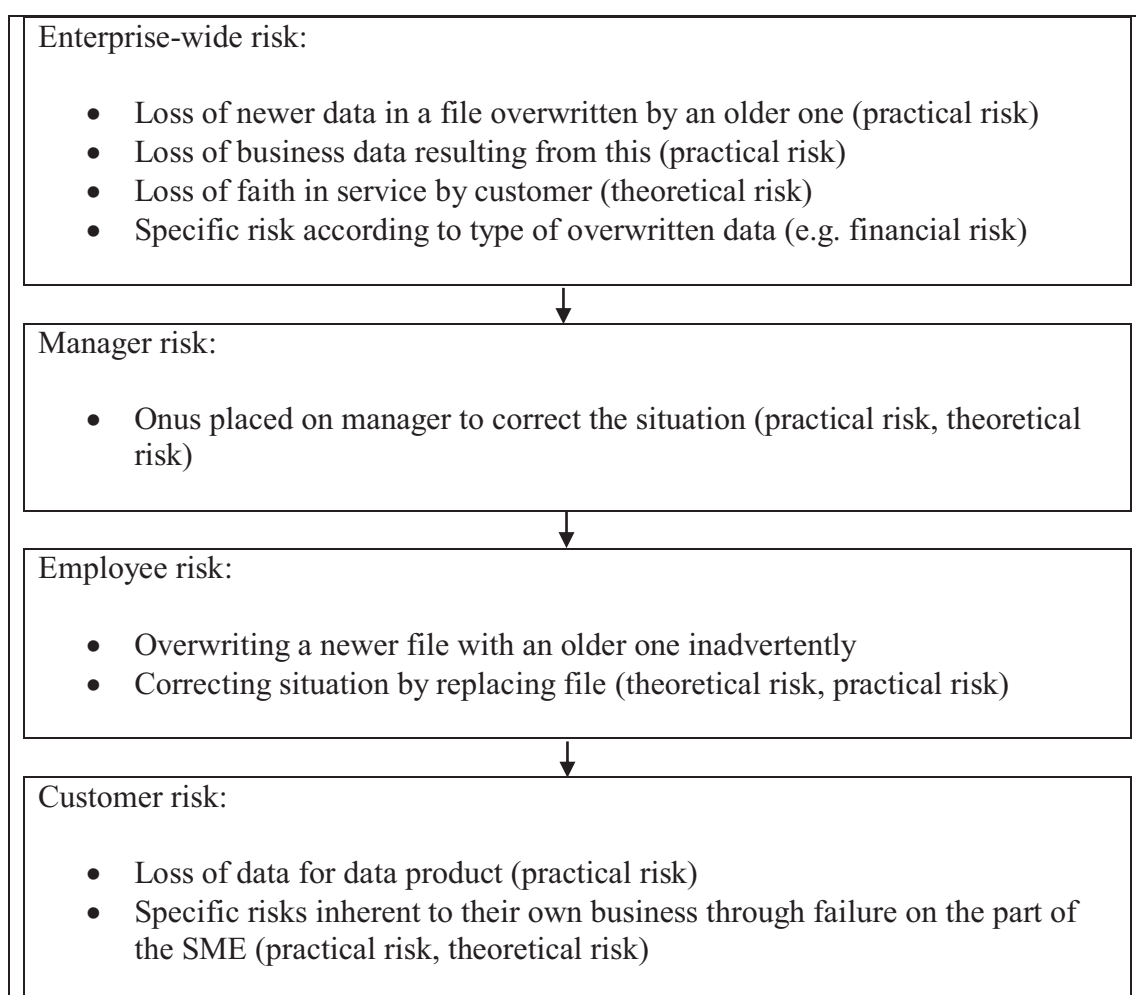 Enterprise-wide risk:
• Loss of newer data in a file overwritten by an older one (practical risk)
• Loss of business data resulting from this (practical risk)
• Loss of faith in service by customer (theoretical risk)
• Specific risk according to type of overwritten data (e.g. financial risk)
Manager risk:
• Onus placed on manager to correct the situation (practical risk, theoretical
risk)
Employee risk:
• Overwriting a newer file with an older one inadvertently
• Correcting situation by replacing file (theoretical risk, practical risk)
Customer risk:
• Loss of data for data product (practical risk)
• Specific risks inherent to their own business through failure on the part of
the SME (practical risk, theoretical risk)